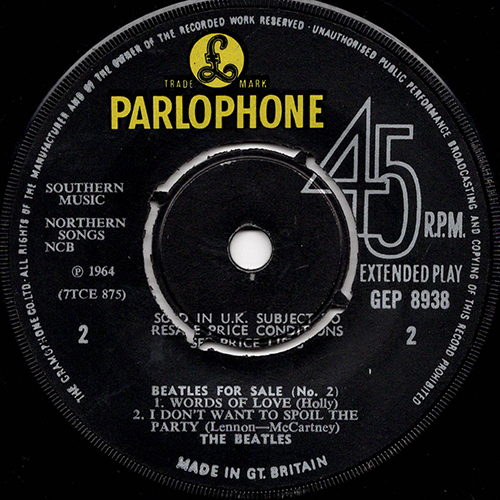 THE GRAMOPHONE CO. LTD. · ALL RIGHTS OF THE MANUFACTURER AND OF THE OWNER OF THE RECORDED WORK RESERVED · UNAUTHORISED PUBLIC PERFORMANCE BROADCASTING AND COPYING OF THIS RECORD PROHIBITED
£
TRADE MARK
PARLOPHONE
45
R.P.M.
EXTENDED PLAY
GEP 8938
2
SOUTHERN
MUSIC
NORTHERN
SONGS
NCB
℗ 1964
(7TCE 875)
2
SOLD IN U.K. SUBJECT TO
RESALE PRICE CONDITIONS
PRICE
BEATLES FOR SALE (No. 2)
1. WORDS OF LOVE (Holly)
2. I DON'T WANT TO SPOIL THE
PARTY (Lennon—McCartney)
THE BEATLES
MADE IN GT. BRITAIN